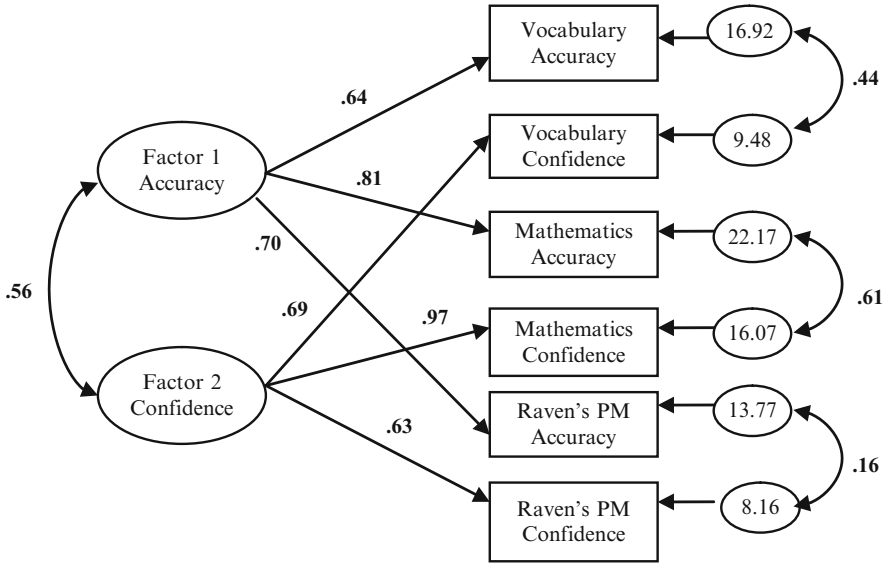 Vocabulary
Accuracy
16.92
.44
.64
Vocabulary
Confidence
9.48
Factor 1
Accuracy
.81
Mathematics
Accuracy
22.17
.70
.56
.61
.69
.97
Mathematics
Confidence
16.07
Factor 2
Confidence
.63
Raven's PM
Accuracy
13.77
.16
Raven's PM
Confidence
8.16